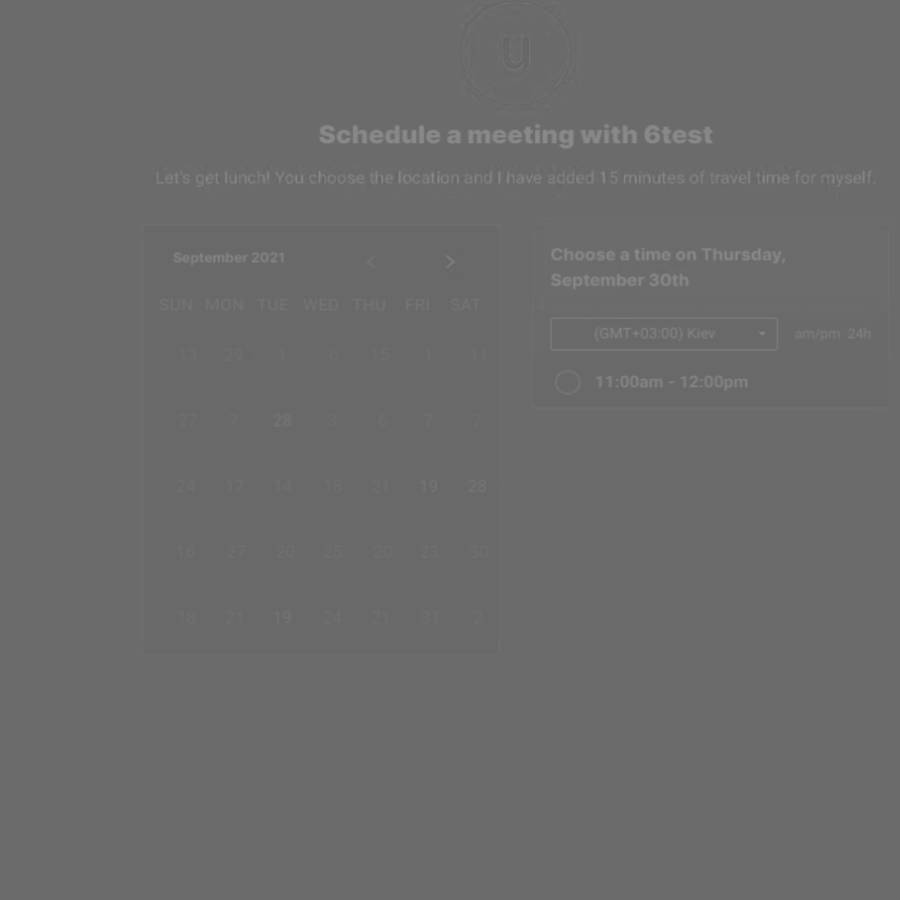 u
Schedule a meeting with 6test
Let's get lunch! You choose the location and I have added 15 minutes of travel time for myself.
September 2021
SUN MON TUE WED THU FRI SAT
13 29 1 6 15 1 11
27 7 28 3 6 7 7
24 17 14 18 21 19 28
16 27 20 25 20 23 30
18 21 19 24 21 31 2
Choose a time on Thursday,
September 30th
(GMT+03:00) Kiev
am/pm 24h
11:00am - 12:00pm